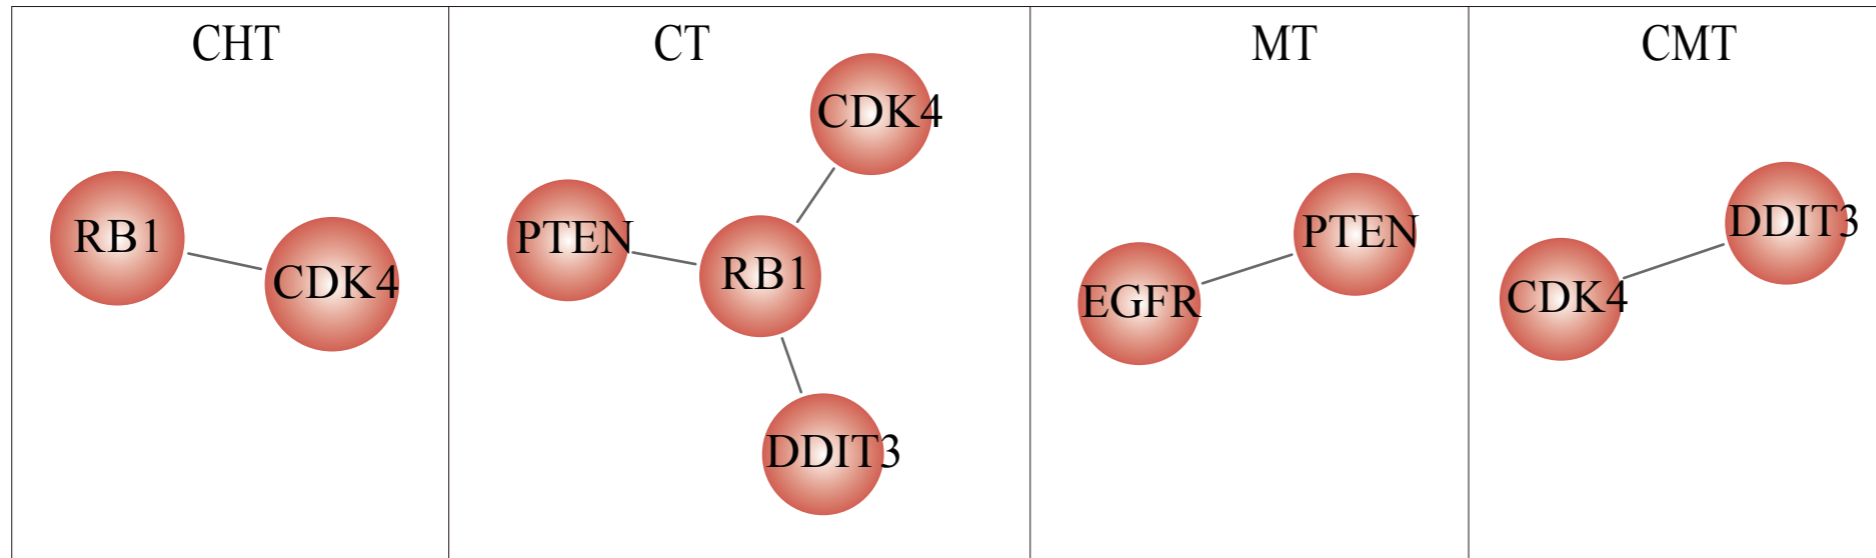 CHT
RB1
CDK4
CT
CDK4
PTEN
RB1
DDIT3
MT
PTEN
EGFR
CMT
DDIT3
CDK4